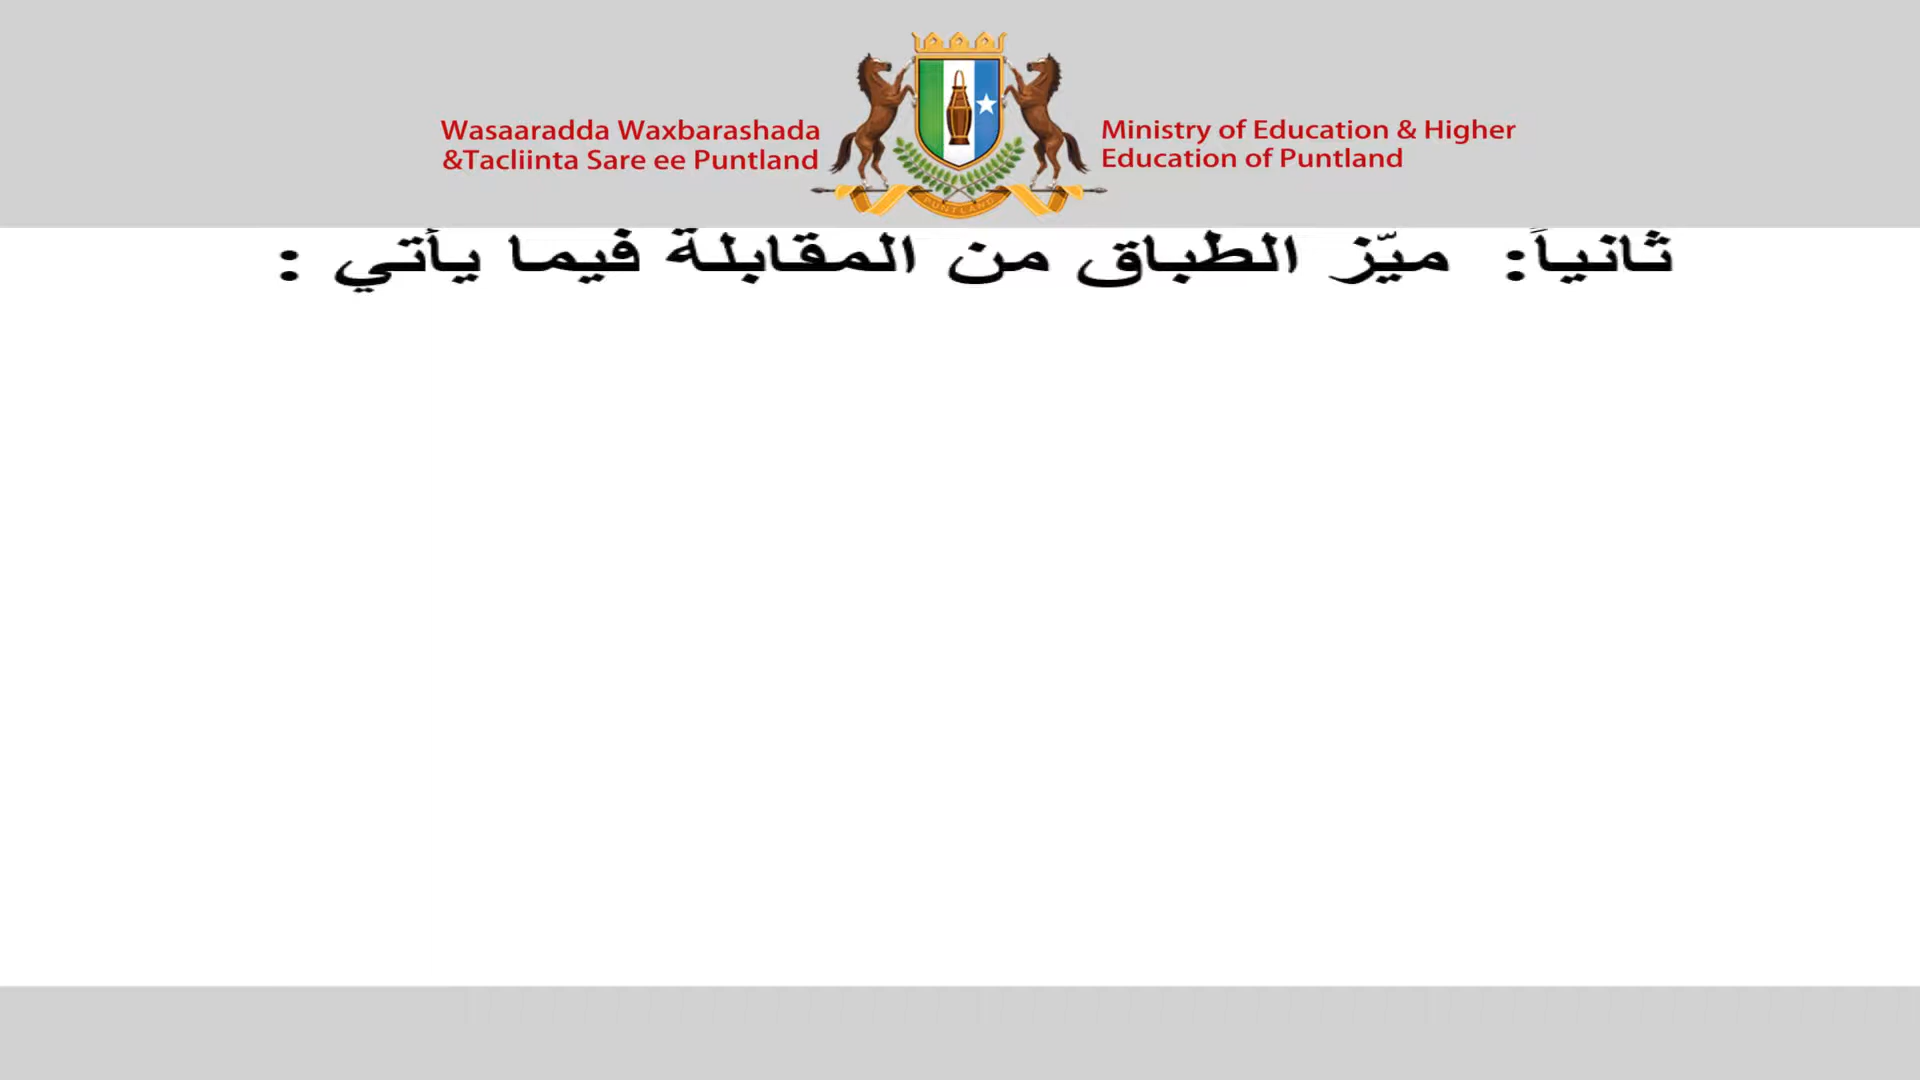 Wasaaradda Waxbarashada
&Tacliinta Sare ee Puntland
Ministry of Education & Higher
Education of Puntland
PUNTLAND
ثانياً: ميّز الطباق من المقابلة فيما يأتي :